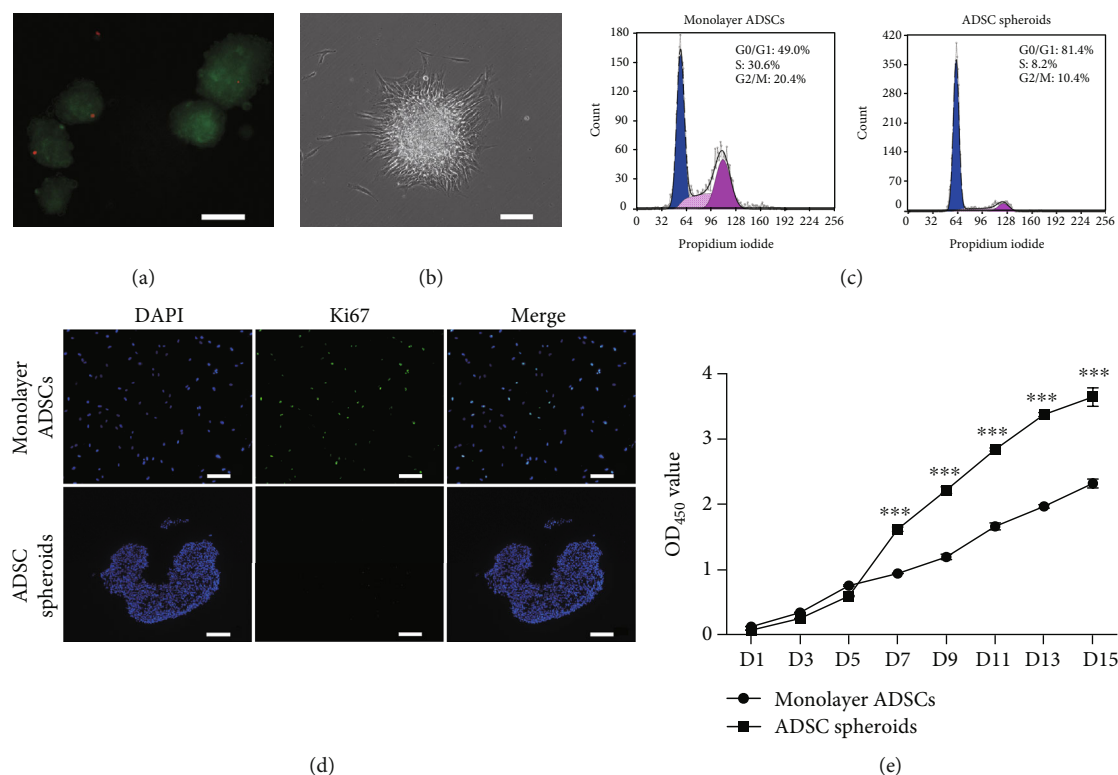 Monolayer ADSCs
ADSC spheroids
180
150
120
90
60
30
0
Count
G0/G1: 49.0%
S: 30.6%
G2/M: 20.4%
0 32 64 96 128 160 192 224 256
Propidium iodide
420
350
280
210
140
70
0
Count
G0/G1: 81.4%
S: 8.2%
G2/M: 10.4%
0 32 64 96 128 160 192 224 256
Propidium iodide
(a)
(b)
(c)
DAPI
Ki67
Merge
Monolayer
ADSCs
ADSC
spheroids
(d)
4
3
2
1
0
OD450 value
***
***
***
***
***
D1 D3 D5 D7 D9 D11 D13 D15
Monolayer ADSCs
ADSC spheroids
(e)